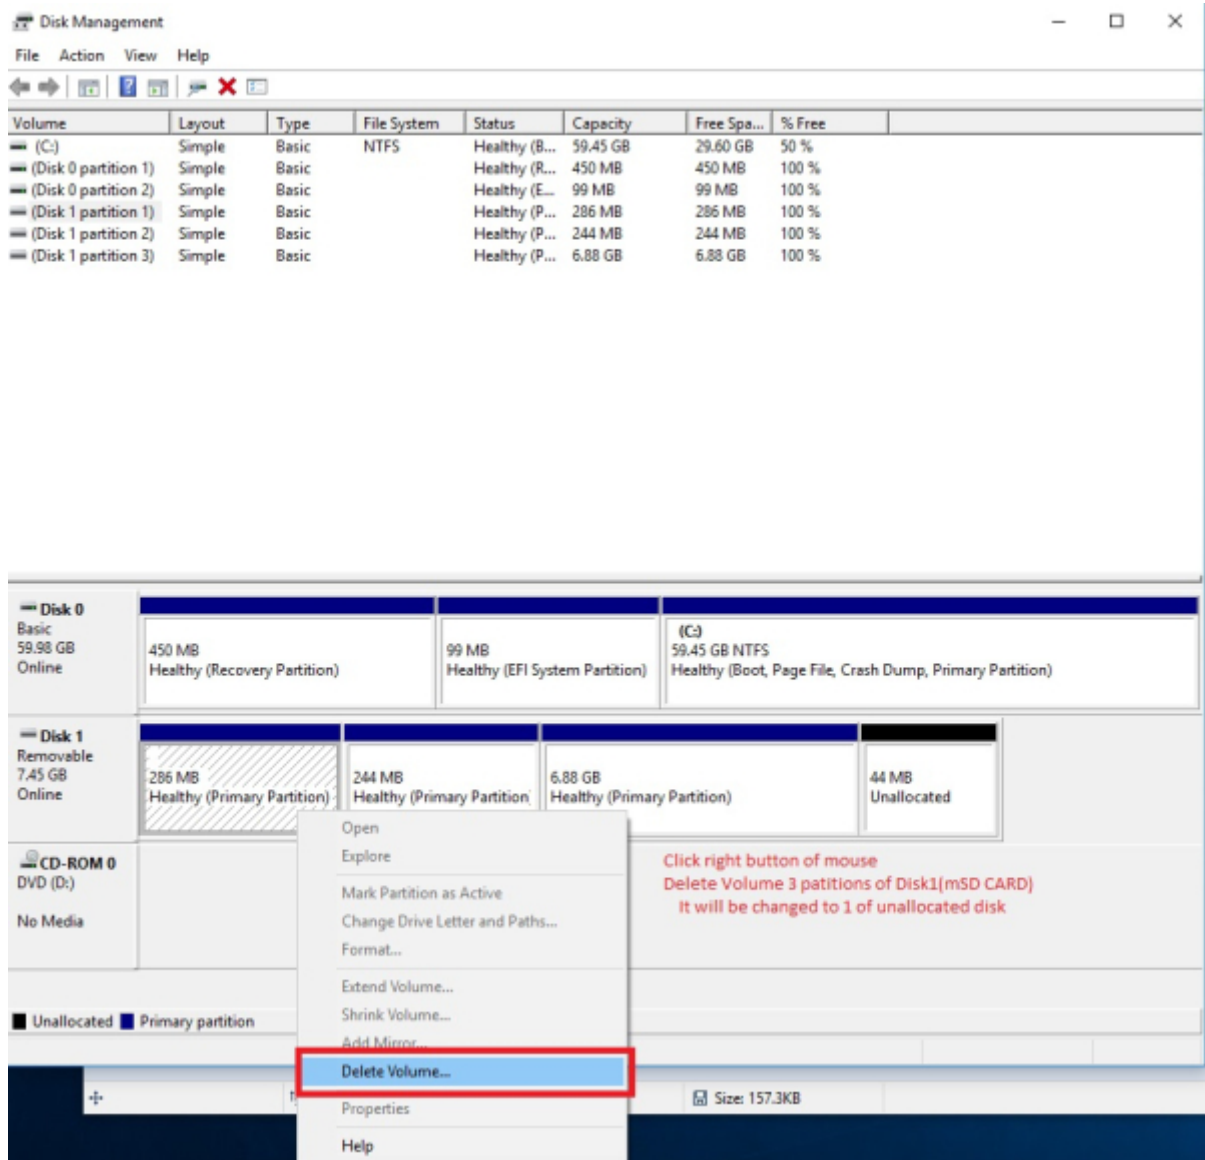 Disk Management
File Action View Help
Volume Layout Type File System Status Capacity Free Spa... % Free
(C:) Simple Basic NTFS Healthy (B... 59.45 GB 29.60 GB 50 %
(Disk 0 partition 1) Simple Basic Healthy (R... 450 MB 450 MB 100 %
(Disk 0 partition 2) Simple Basic Healthy (E... 99 MB 99 MB 100 %
(Disk 1 partition 1) Simple Basic Healthy (P... 286 MB 286 MB 100 %
(Disk 1 partition 2) Simple Basic Healthy (P... 244 MB 244 MB 100 %
(Disk 1 partition 3) Simple Basic Healthy (P... 6.88 GB 6.88 GB 100 %
Disk 0
Basic
59.98 GB
Online
450 MB
Healthy (Recovery Partition)
99 MB
Healthy (EFI System Partition)
(C:)
59.45 GB NTFS
Healthy (Boot, Page File, Crash Dump, Primary Partition)
Disk 1
Removable
7.45 GB
Online
286 MB
Healthy (Primary Partition)
244 MB
Healthy (Primary Partition
6.88 GB
Healthy (Primary Partition)
44 MB
Unallocated
CD-ROM 0
DVD (D:)
No Media
Open
Explore
Mark Partition as Active
Change Drive Letter and Paths...
Format...
Extend Volume...
Shrink Volume...
Add Mirror...
Delete Volume...
Properties
Help
Click right button of mouse
Delete Volume 3 patitions of Disk1(mSD CARD)
It will be changed to 1 of unallocated disk
Unallocated Primary partition
Size: 157.3KB